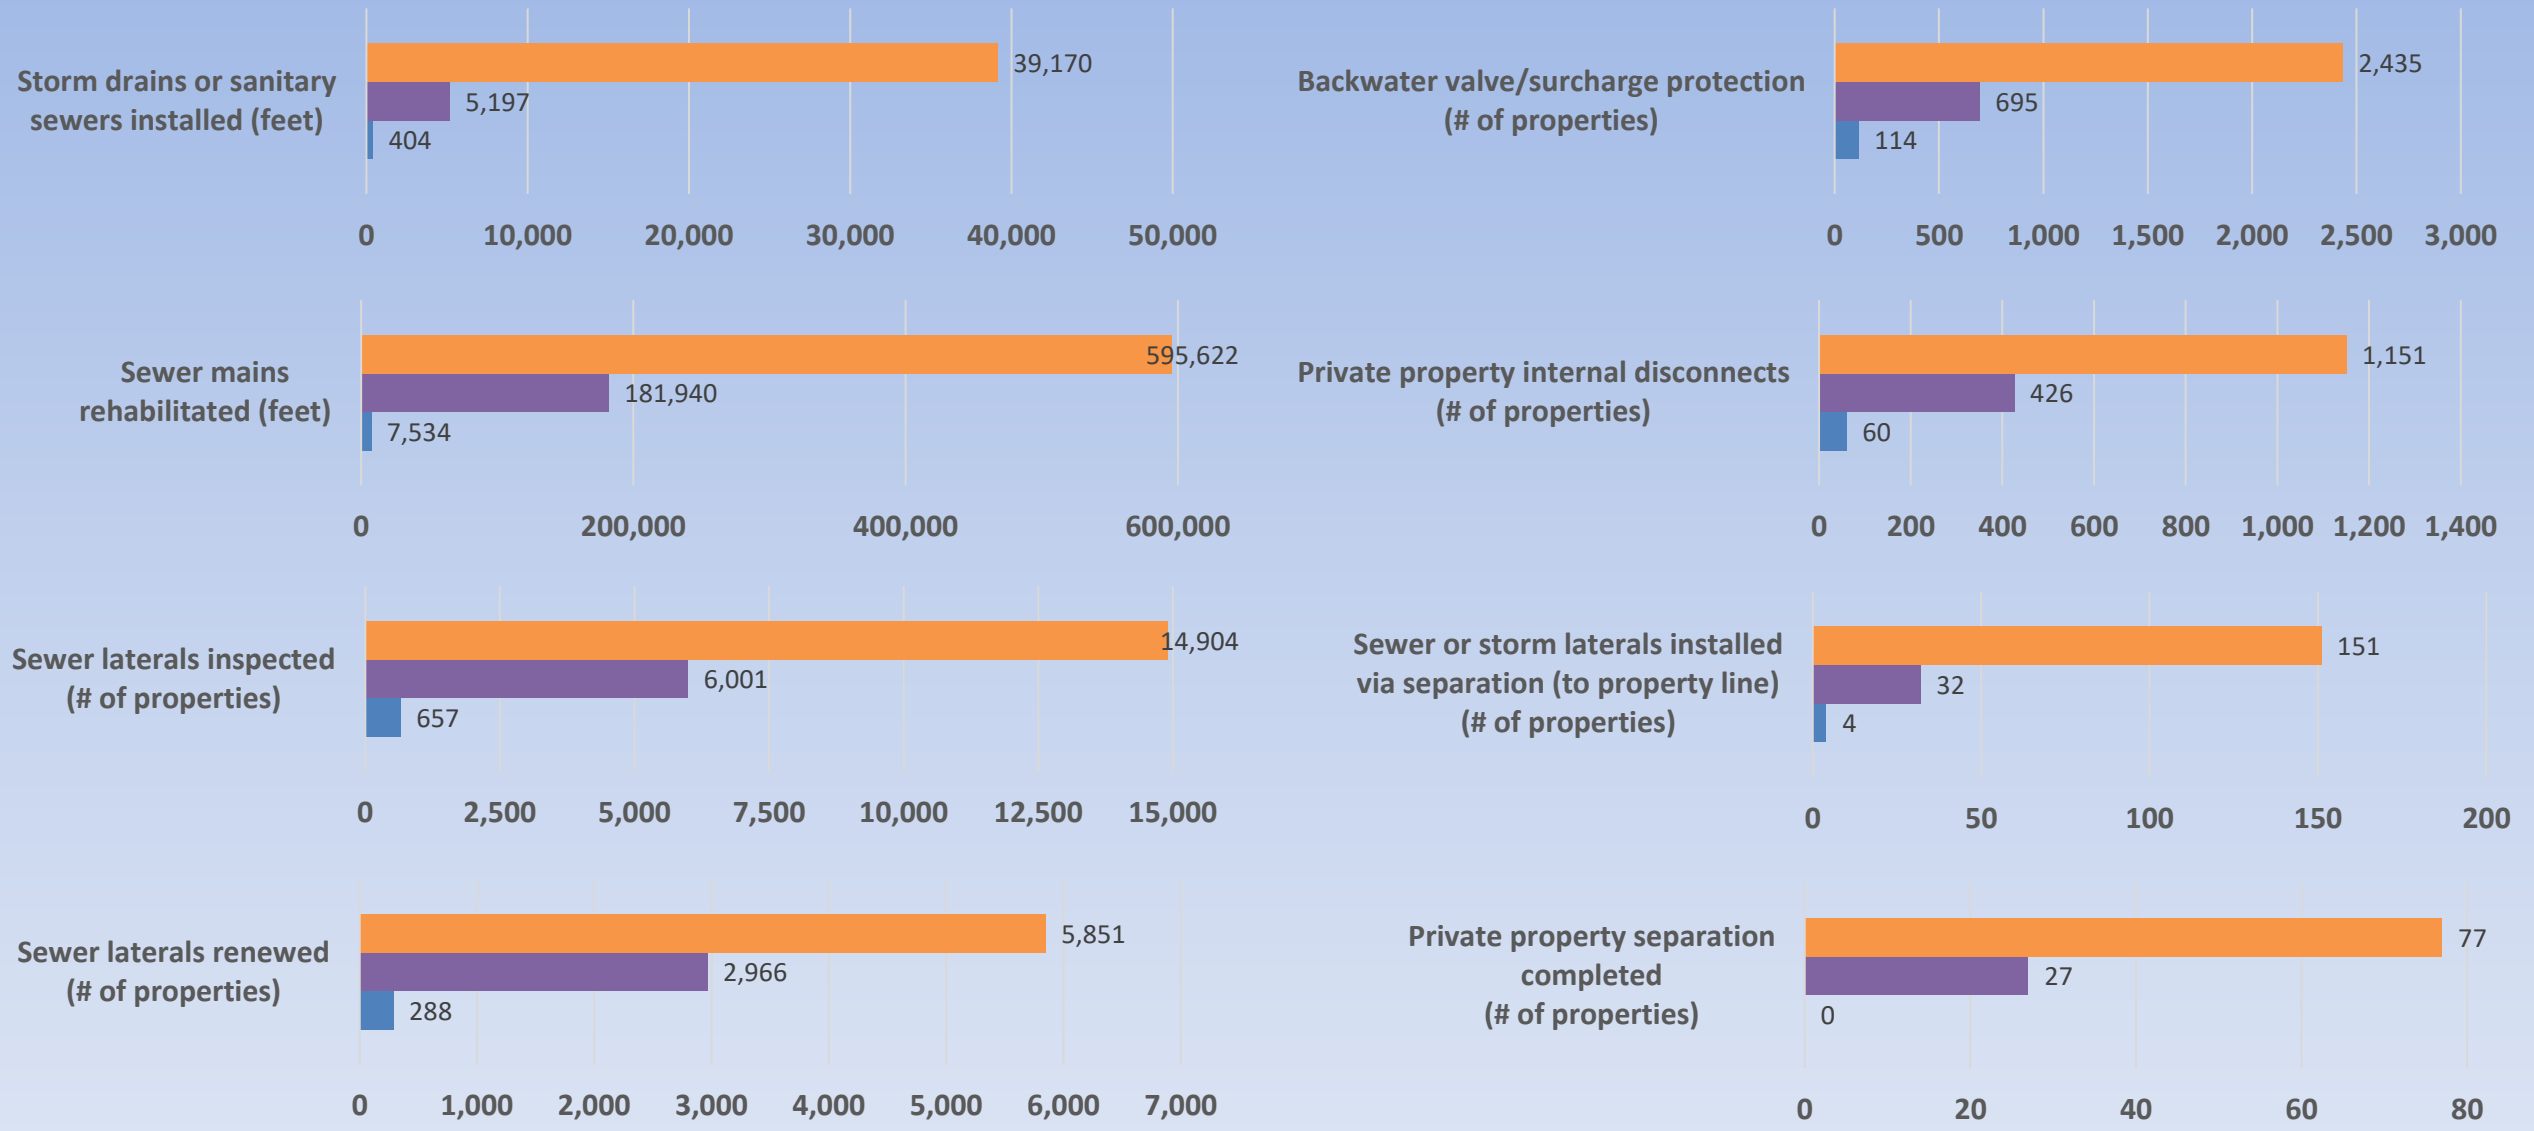 Storm drains or sanitary
sewers installed (feet)
39,170
5,197
404
0 10,000 20,000 30,000 40,000 50,000
Sewer mains
rehabilitated (feet)
595,622
181,940
7,534
0 200,000 400,000 600,000
Sewer laterals inspected
(# of properties)
14,904
6,001
657
0 2,500 5,000 7,500 10,000 12,500 15,000
Sewer laterals renewed
(# of properties)
5,851
2,966
288
0 1,000 2,000 3,000 4,000 5,000 6,000 7,000
Backwater valve/surcharge protection
(# of properties)
2,435
695
114
0 500 1,000 1,500 2,000 2,500 3,000
Private property internal disconnects
(# of properties)
1,151
426
60
0 200 400 600 800 1,000 1,200 1,400
Sewer or storm laterals installed
via separation (to property line)
(# of properties)
151
32
4
0 50 100 150 200
Private property separation
completed
(# of properties)
77
27
0
0 20 40 60 80